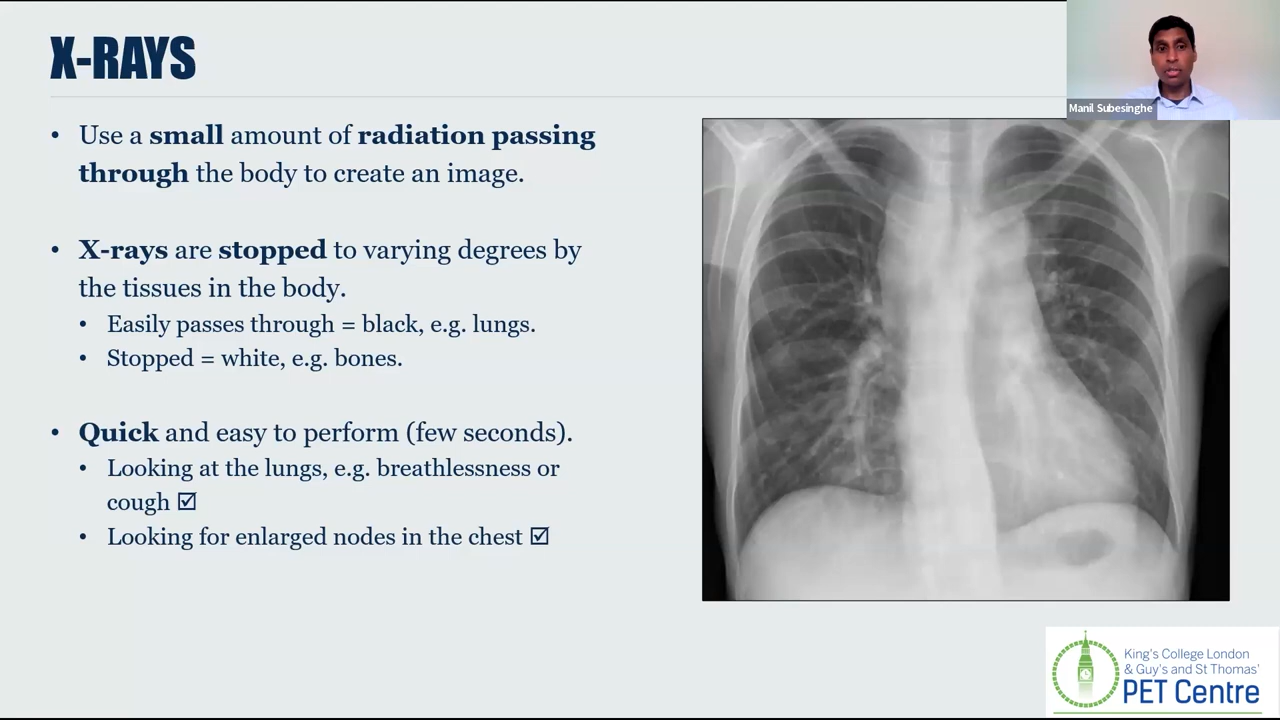 X-RAYS
Manil Subesinghe
• Use a small amount of radiation passing
through the body to create an image.
• X-rays are stopped to varying degrees by
the tissues in the body.
• Easily passes through = black, e.g. lungs.
• Stopped = white, e.g. bones.
• Quick and easy to perform (few seconds).
• Looking at the lungs, e.g. breathlessness or
cough ☑
• Looking for enlarged nodes in the chest ☑
King's College London
& Guy's and St Thomas'
PET Centre